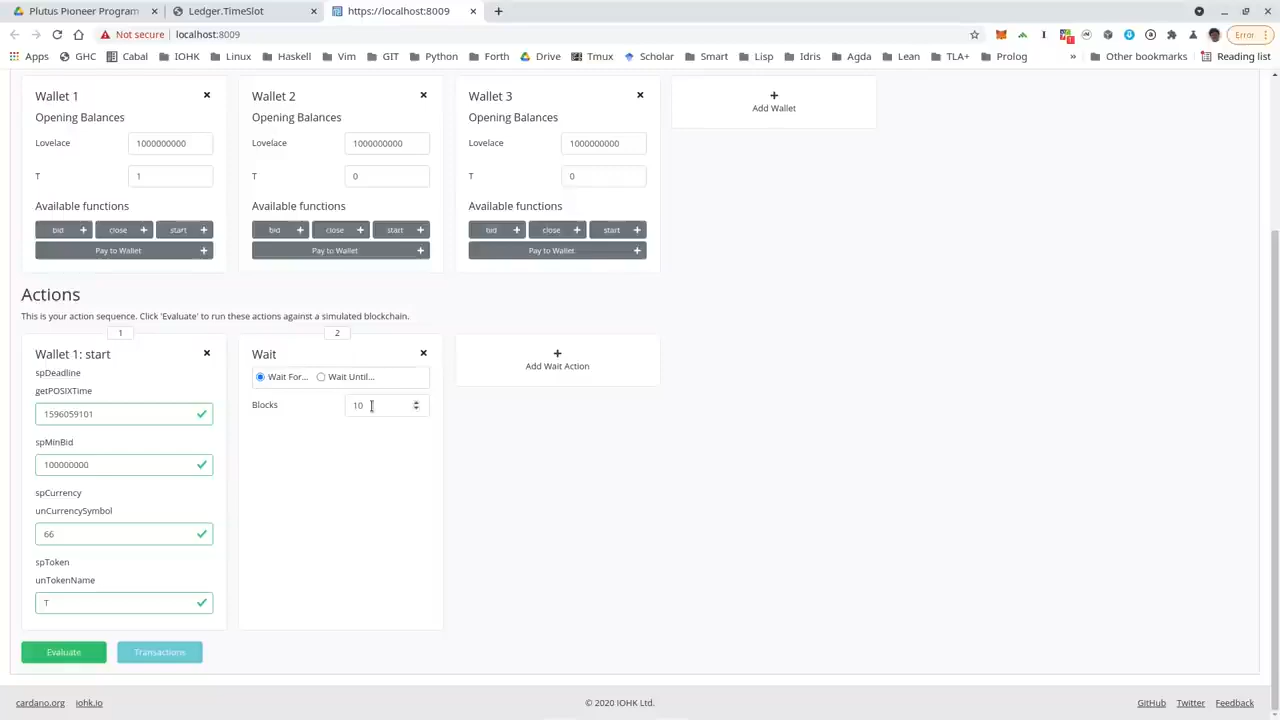 Plutus Pioneer Program
Ledger.TimeSlot
https://localhost:8009
Not secure
localhost:8009
Error
Apps
GHC
Cabal
IOHK
Linux
Haskell
Vim
GIT
Python
Forth
Drive
Tmux
Scholar
Smart
Lisp
Idris
Agda
Lean
TLA+
Prolog
»
Other bookmarks
Reading list
Wallet 1
Opening Balances
Lovelace
1000000000
T
1
Available functions
bid +
close +
start +
Pay to Wallet +
Wallet 2
Opening Balances
Lovelace
1000000000
T
0
Available functions
bid +
close +
start +
Pay to Wallet +
Wallet 3
Opening Balances
Lovelace
1000000000
T
0
Available functions
bid +
close +
start +
Pay to Wallet +
+
Add Wallet
Actions
This is your action sequence. Click 'Evaluate' to run these actions against a simulated blockchain.
1
Wallet 1: start
spDeadline
getPOSIXTime
1596059101
spMinBid
100000000
spCurrency
unCurrencySymbol
66
spToken
unTokenName
T
2
Wait
Wait For... Wait Until...
Blocks
10
+
Add Wait Action
Evaluate
Transactions
cardano.org
iohk.io
© 2020 IOHK Ltd.
GitHub
Twitter
Feedback